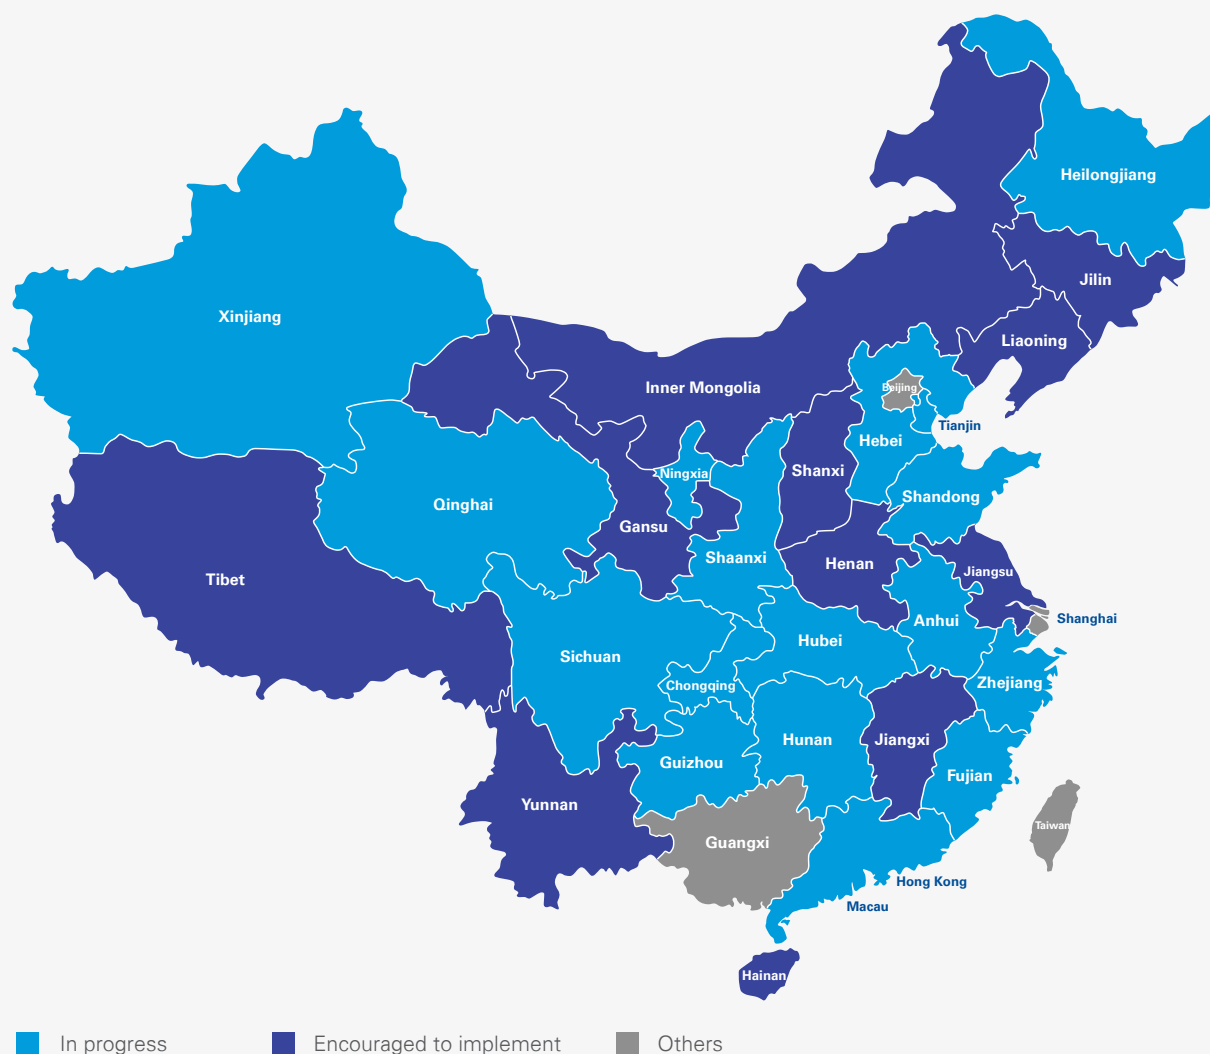 Heilongjiang
Jilin
Xinjiang
Liaoning
Inner Mongolia
Beijing
Tianjin
Hebei
Ningxia
Shanxi
Shandong
Qinghai
Gansu
Shaanxi
Henan
Jiangsu
Tibet
Shanghai
Anhui
Hubei
Sichuan
Chongqing
Zhejiang
Hunan
Jiangxi
Guizhou
Fujian
Yunnan
Taiwan
Guangxi
Hong Kong
Macau
Hainan
In progress
Encouraged to implement
Others